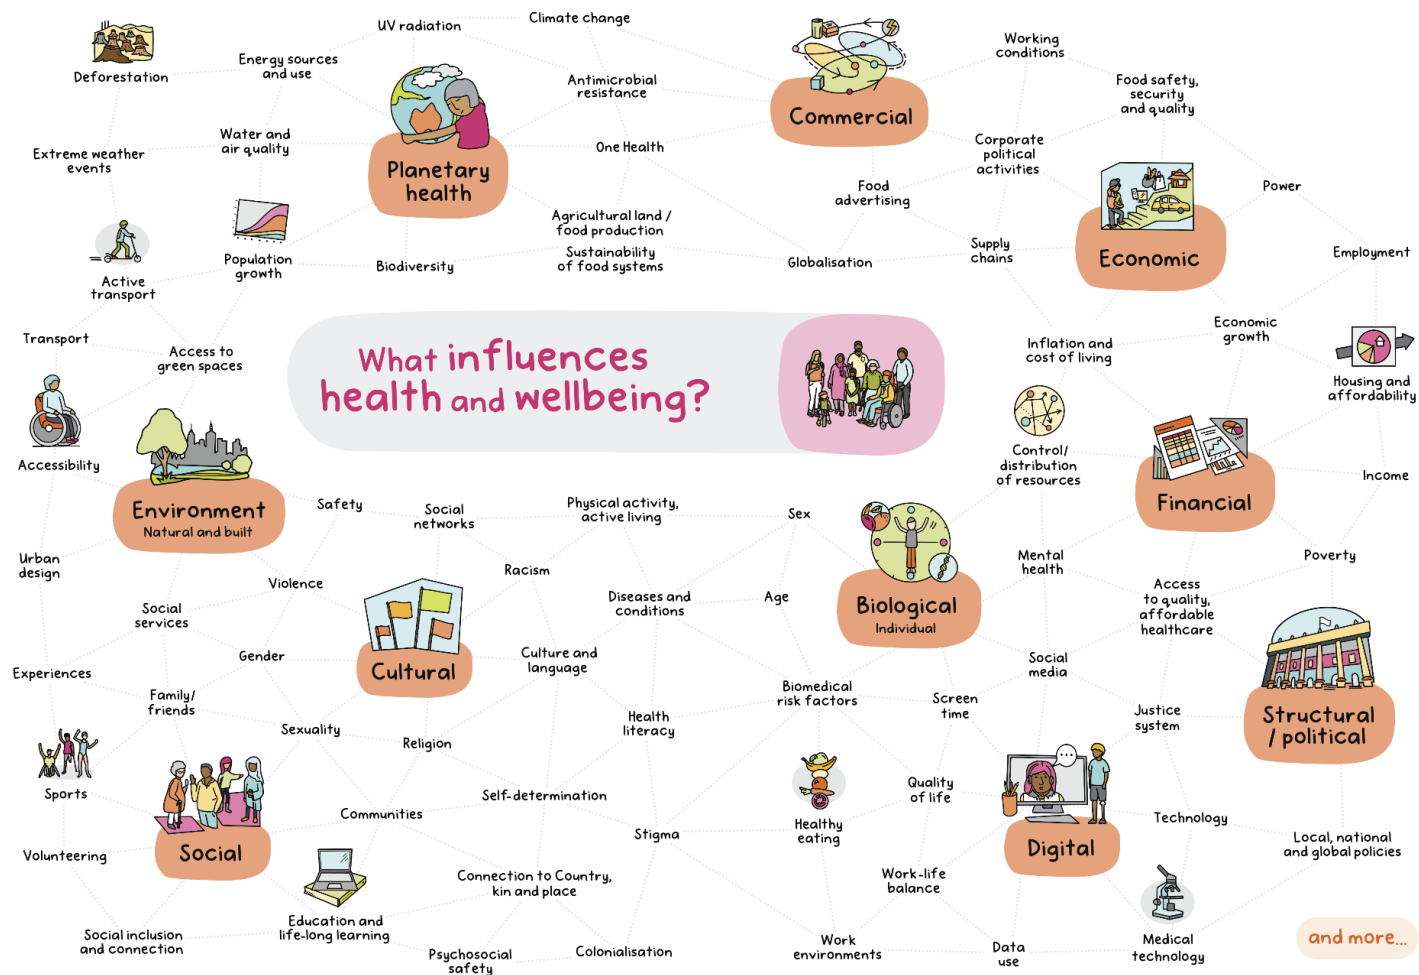 UV radiation
Climate change
Working
conditions
Deforestation
Energy sources
and use
Antimicrobial
resistance
Commercial
Food safety,
security
and quality
Water and
air quality
Extreme weather
events
Planetary
health
One Health
Corporate
political
activities
Food
advertising
Power
Agricultural land /
food production
Sustainability
of food systems
Population
growth
Biodiversity
Globalisation
Supply
chains
Economic
Employment
Active
transport
Transport
Access to
green spaces
What influences
health and wellbeing?
Inflation and
cost of living
Economic
growth
Housing and
affordability
Accessibility
Control/
distribution
of resources
Income
Environment
Natural and built
Safety
Social
networks
Physical activity,
active living
Sex
Financial
Urban
design
Violence
Racism
Diseases and
conditions
Age
Biological
Individual
Mental
health
Poverty
Access
to quality,
affordable
healthcare
Social
services
Gender
Cultural
Culture and
language
Social
media
Experiences
Family/
friends
Sexuality
Religion
Health
literacy
Biomedical
risk factors
Screen
time
Justice
system
Structural
/ political
Sports
Self-determination
Communities
Stigma
Quality
of life
Healthy
eating
Technology
Local, national
and global policies
Volunteering
Social
Digital
Connection to Country,
kin and place
Work-life
balance
Social inclusion
and connection
Education and
life-long learning
Psychosocial
safety
Colonialisation
Work
environments
Data
use
Medical
technology
and more...